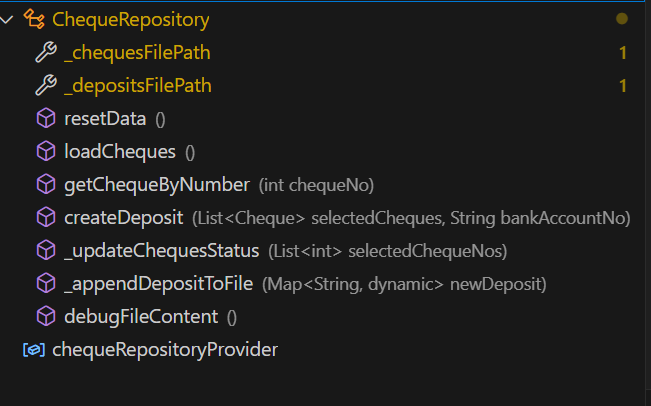 ChequeRepository
_chequesFilePath 1
_depositsFilePath 1
resetData ()
loadCheques ()
getChequeByNumber (int chequeNo)
createDeposit (List<Cheque> selectedCheques, String bankAccountNo)
_updateChequesStatus (List<int> selectedChequeNos)
_appendDepositToFile (Map<String, dynamic> newDeposit)
debugFileContent ()
chequeRepositoryProvider